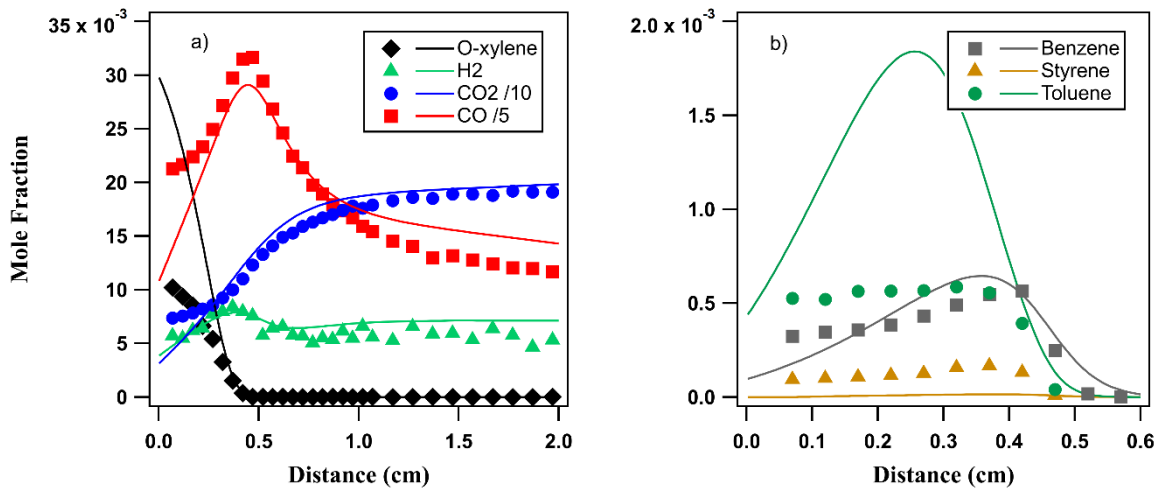 35 x 10⁻³
30
25
20
15
10
5
0
Mole Fraction
a)
O-xylene
H2
CO2 /10
CO /5
0.0
0.5
1.0
1.5
2.0
Distance (cm)
2.0 x 10⁻³
1.5
1.0
0.5
0.0
b)
Benzene
Styrene
Toluene
0.0
0.1
0.2
0.3
0.4
0.5
0.6
Distance (cm)